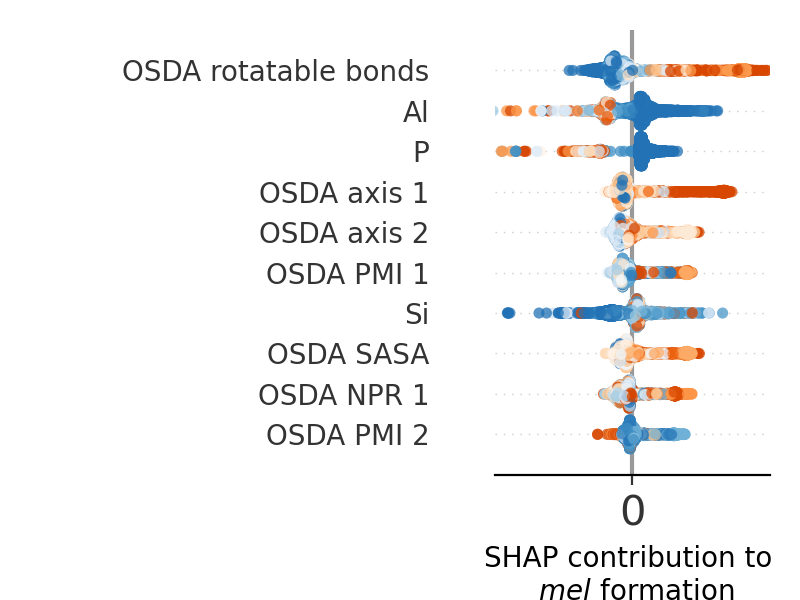 OSDA rotatable bonds
Al
P
OSDA axis 1
OSDA axis 2
OSDA PMI 1
Si
OSDA SASA
OSDA NPR 1
OSDA PMI 2
0
SHAP contribution to
mel formation